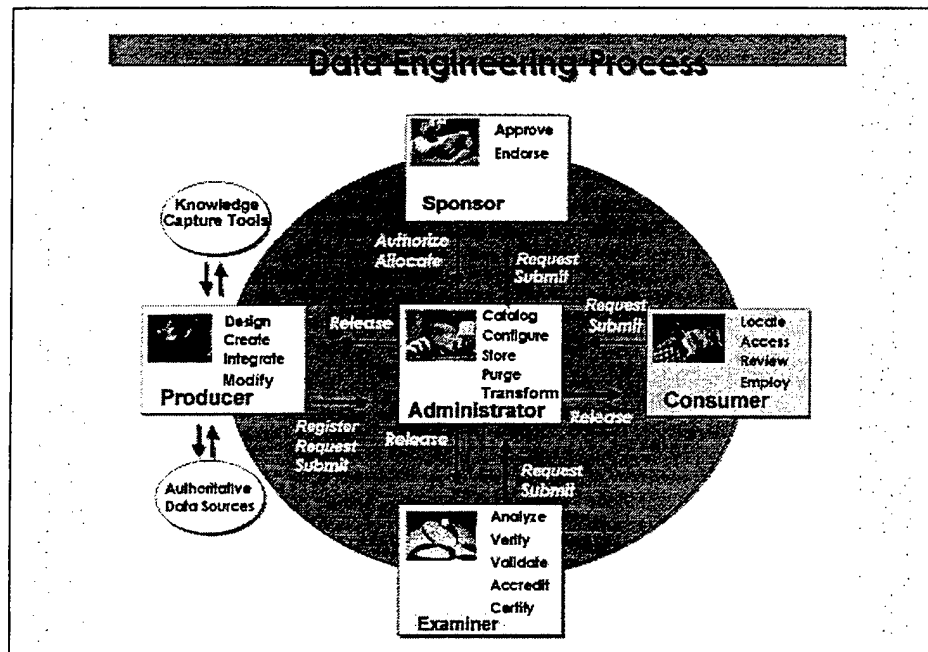 Data Engineering Process
Approve
Endorse
Sponsor
Knowledge
Capture Tools
Authorize
Allocate
Request
Submit
Design
Create
Integrate
Modify
Producer
Release
Catalog
Configure
Store
Purge
Transform
Administrator
Request
Submit
Locate
Access
Review
Employ
Consumer
Register
Request
Submit
Release
Release
Request
Submit
Authoritative
Data Sources
Analyze
Verify
Validate
Accredit
Certify
Examiner